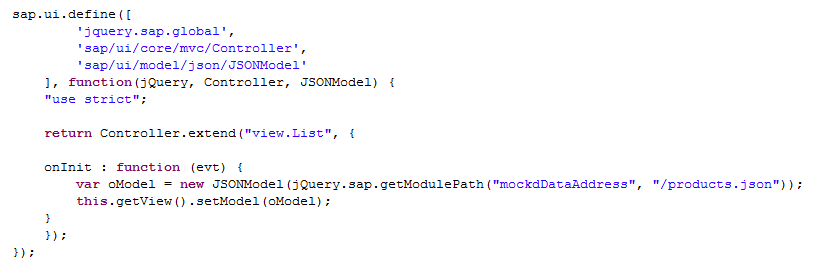 sap.ui.define([
        'jquery.sap.global',
        'sap/ui/core/mvc/Controller',
        'sap/ui/model/json/JSONModel'
    ], function(jQuery, Controller, JSONModel) {
    "use strict";

    return Controller.extend("view.List", {

    onInit : function (evt) {
        var oModel = new JSONModel(jQuery.sap.getModulePath("mockdDataAddress", "/products.json"));
        this.getView().setModel(oModel);
    }
    });
});